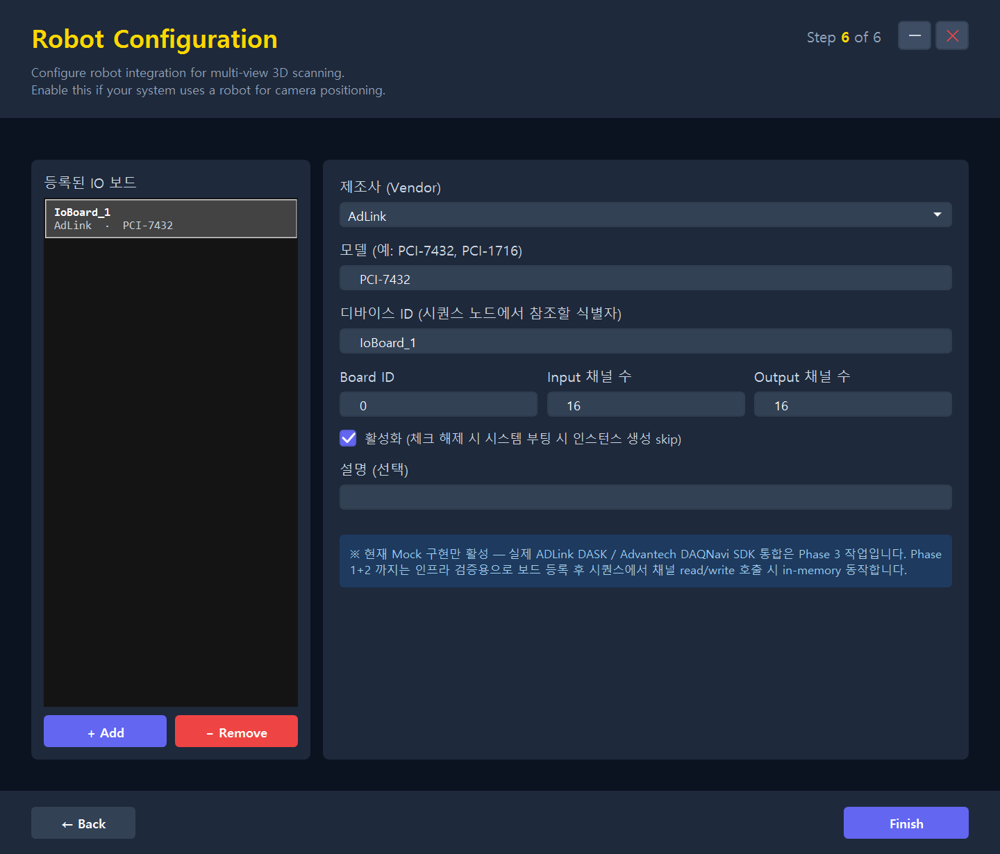 Robot Configuration
Step 6 of 6
Configure robot integration for multi-view 3D scanning.
Enable this if your system uses a robot for camera positioning.
등록된 IO 보드
IoBoard_1
AdLink · PCI-7432
+ Add
− Remove
제조사 (Vendor)
AdLink
모델 (예: PCI-7432, PCI-1716)
PCI-7432
디바이스 ID (시퀀스 노드에서 참조할 식별자)
IoBoard_1
Board ID
Input 채널 수
Output 채널 수
0
16
16
활성화 (체크 해제 시 시스템 부팅 시 인스턴스 생성 skip)
설명 (선택)
※ 현재 Mock 구현만 활성 — 실제 ADLink DASK / Advantech DAQNavi SDK 통합은 Phase 3 작업입니다. Phase
1+2 까지는 인프라 검증용으로 보드 등록 후 시퀀스에서 채널 read/write 호출 시 in-memory 동작합니다.
← Back
Finish